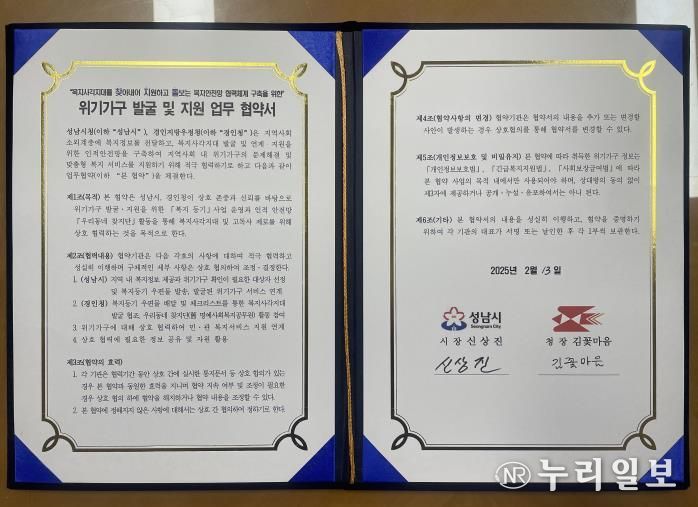 "복지사각지대를 찾아내어 지원하고 돌보는 복지안전망 협력체계 구축을 위한"
위기가구 발굴 및 지원 업무 협약서
성남시청(이하 "성남시"), 경인지방우정청(이하 "경인청")은 지역사회
소외계층에 복지정보를 전달하고, 복지사각지대 발굴 및 연계·지원을
위한 인적안전망을 구축하여 지역사회 내 위기가구의 문제해결 및
맞춤형 복지 서비스를 지원하기 위해 적극 협력하기로 하고 다음과 같이
업무협약(이하 "본 협약")을 체결한다.
제1조(목적) 본 협약은 성남시, 경인청이 상호 존중과 신뢰를 바탕으로
위기가구 발굴·지원을 위한 「복지 등기」사업 운영과 인적 안전망
「우리동네 찾지단」활동을 통해 복지사각지대 및 고독사 제로를 위해
상호 협력하는 것을 목적으로 한다.
제2조(협력내용) 협약기관은 다음 각호의 사항에 대하여 적극 협력하고
성실히 이행하며 구체적인 세부 사항은 상호 협의하여 조정·결정한다.
1. (성남시) 지역 내 복지정보 제공과 위기가구 확인이 필요한 대상자 선정
및 복지등기 우편물 발송, 발굴된 위기가구 서비스 연계
2. (경인청) 복지등기 우편물 배달 및 체크리스트를 통한 복지사각지대
발굴 협조, 우리동네 찾지단(舊 명예사회복지공무원) 활동 참여
3. 위기가구에 대해 상호 협력하여 민·관 복지서비스 지원 연계
4. 상호 협력에 필요한 정보 공유 및 자원 활용
제3조(협약의 효력)
1. 각 기관은 협력기간 동안 상호 간에 실시한 통지문서 등 상호 합의가 있는
경우 본 협약과 동일한 효력을 지니며 협약 지속 여부 및 조정이 필요한
경우 상호 협의 하에 협약을 해지하거나 협약 내용을 조정할 수 있다.
2. 본 협약에 정해지지 않은 사항에 대해서는 상호 간 협의하여 정하기로 한다.
제4조(협약사항의 변경) 협약기관은 협약서의 내용을 추가 또는 변경할
사안이 발생하는 경우 상호협의를 통해 협약서를 변경할 수 있다.
제5조(개인정보보호 및 비밀유지) 본 협약에 따라 취득한 위기가구 정보는
「개인정보보호법」, 「긴급복지지원법」, 「사회보장급여법」에 따라
본 협약 사업의 목적 내에서만 사용되어야 하며, 상대방의 동의 없이
제3자에 제공하거나 공개·누설·유포하여서는 아니 된다.
제6조(기타) 본 협약서의 내용을 성실히 이행하고, 협약을 증명하기
위하여 각 기관의 대표가 서명 또는 날인한 후 각 1부씩 보관한다.
2025년 2월 13일
성남시
Seongnam City
시장 신상진
신상진
청장 김꽃마음
김꽃마음
NR 누리일보